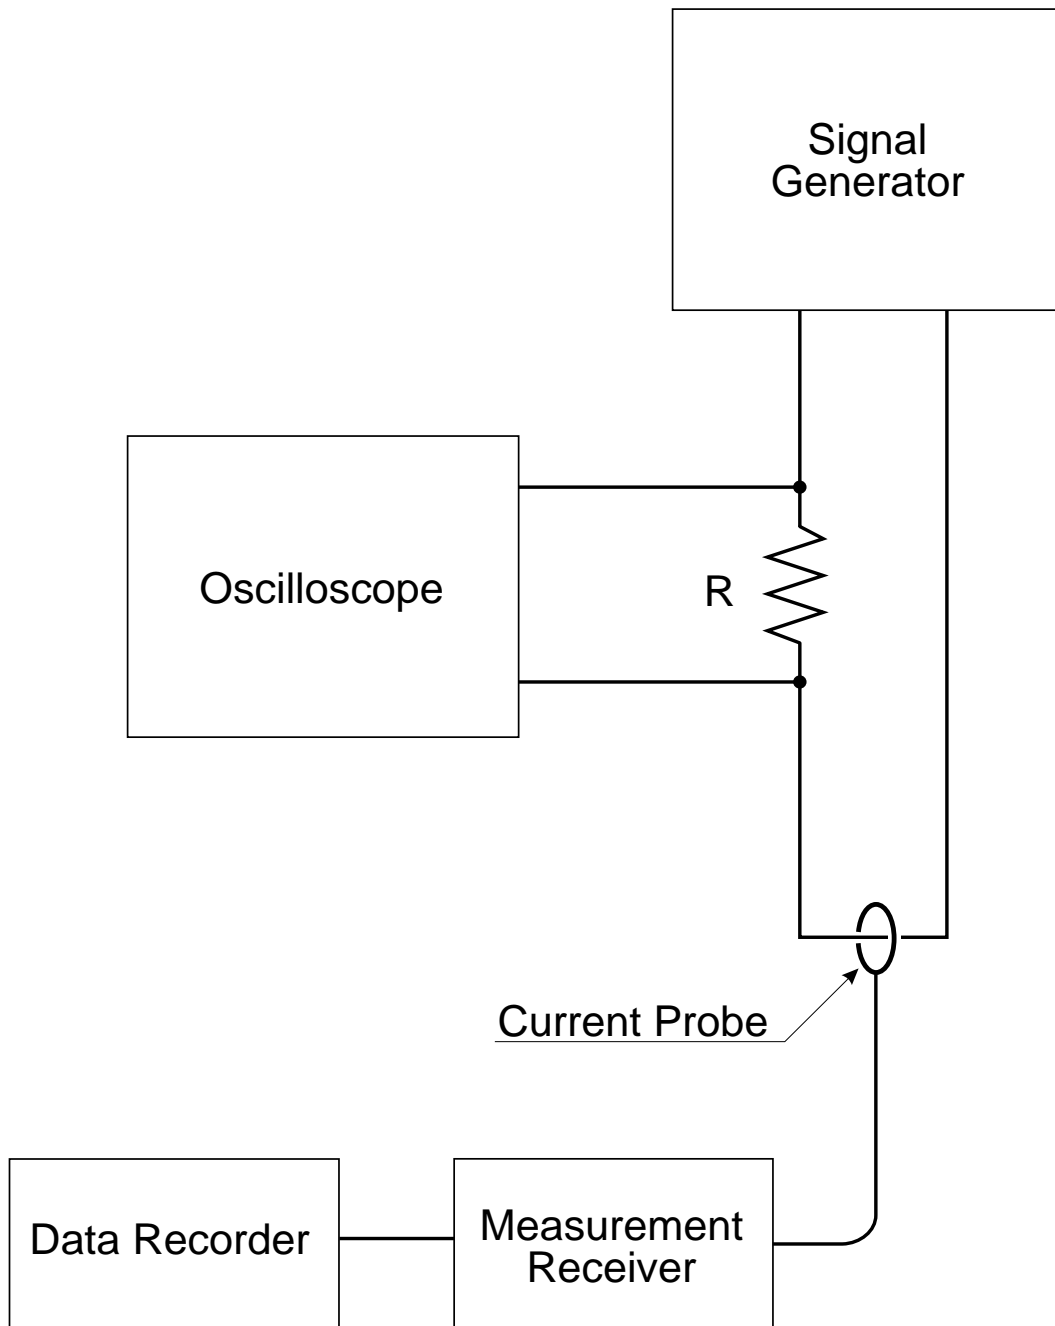 Signal
Generator
Oscilloscope
R
Current Probe
Data Recorder
Measurement
Receiver